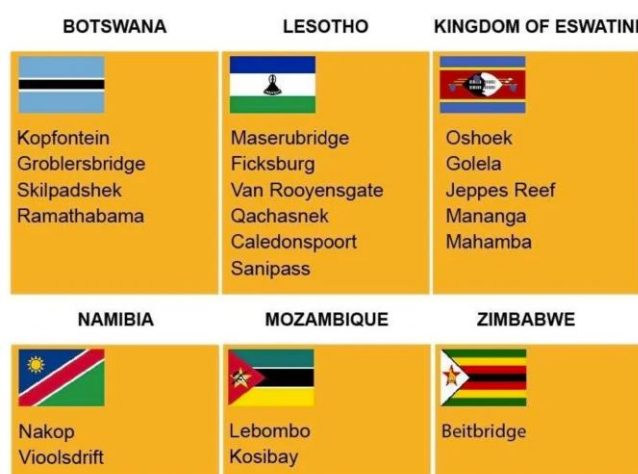 BOTSWANA
Kopfontein
Groblersbridge
Skilpadshek
Ramathabama
LESOTHO
Maserubridge
Ficksburg
Van Rooyensgate
Qachasnek
Caledonspoort
Sanipass
KINGDOM OF ESWATINI
Oshoek
Golela
Jeppes Reef
Mananga
Mahamba
NAMIBIA
Nakop
Vioolsdrift
MOZAMBIQUE
Lebombo
Kosibay
ZIMBABWE
Beitbridge